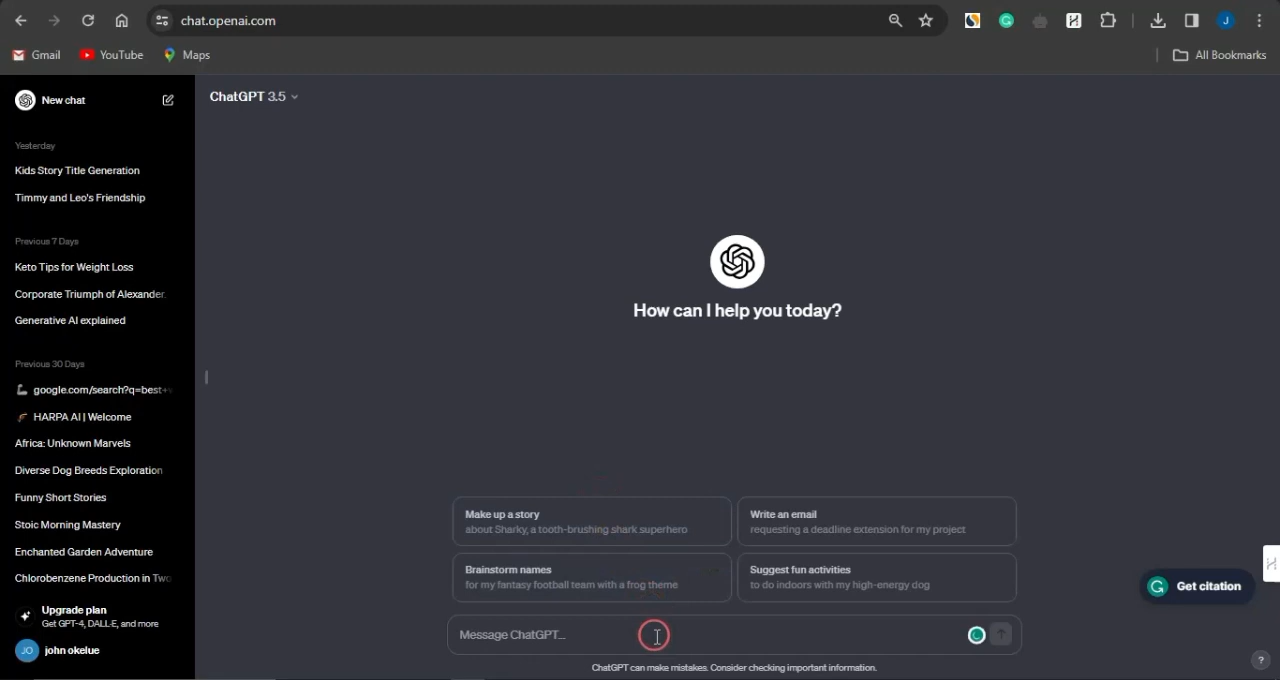 chat.openai.com
J
Gmail
YouTube
Maps
All Bookmarks
New chat
ChatGPT 3.5
Yesterday
Kids Story Title Generation
Timmy and Leo's Friendship
Previous 7 Days
Keto Tips for Weight Loss
Corporate Triumph of Alexander
Generative AI explained
Previous 30 Days
google.com/search?q=best+
HARPA AI | Welcome
Africa: Unknown Marvels
Diverse Dog Breeds Exploration
Funny Short Stories
Stoic Morning Mastery
Enchanted Garden Adventure
Chlorobenzene Production in Two
Upgrade plan
Get GPT-4, DALL·E, and more
JO
john okelue
How can I help you today?
Make up a story
about Sharky, a tooth-brushing shark superhero
Write an email
requesting a deadline extension for my project
Brainstorm names
for my fantasy football team with a frog theme
Suggest fun activities
to do indoors with my high-energy dog
Get citation
Message ChatGPT...
ChatGPT can make mistakes. Consider checking important information.
?